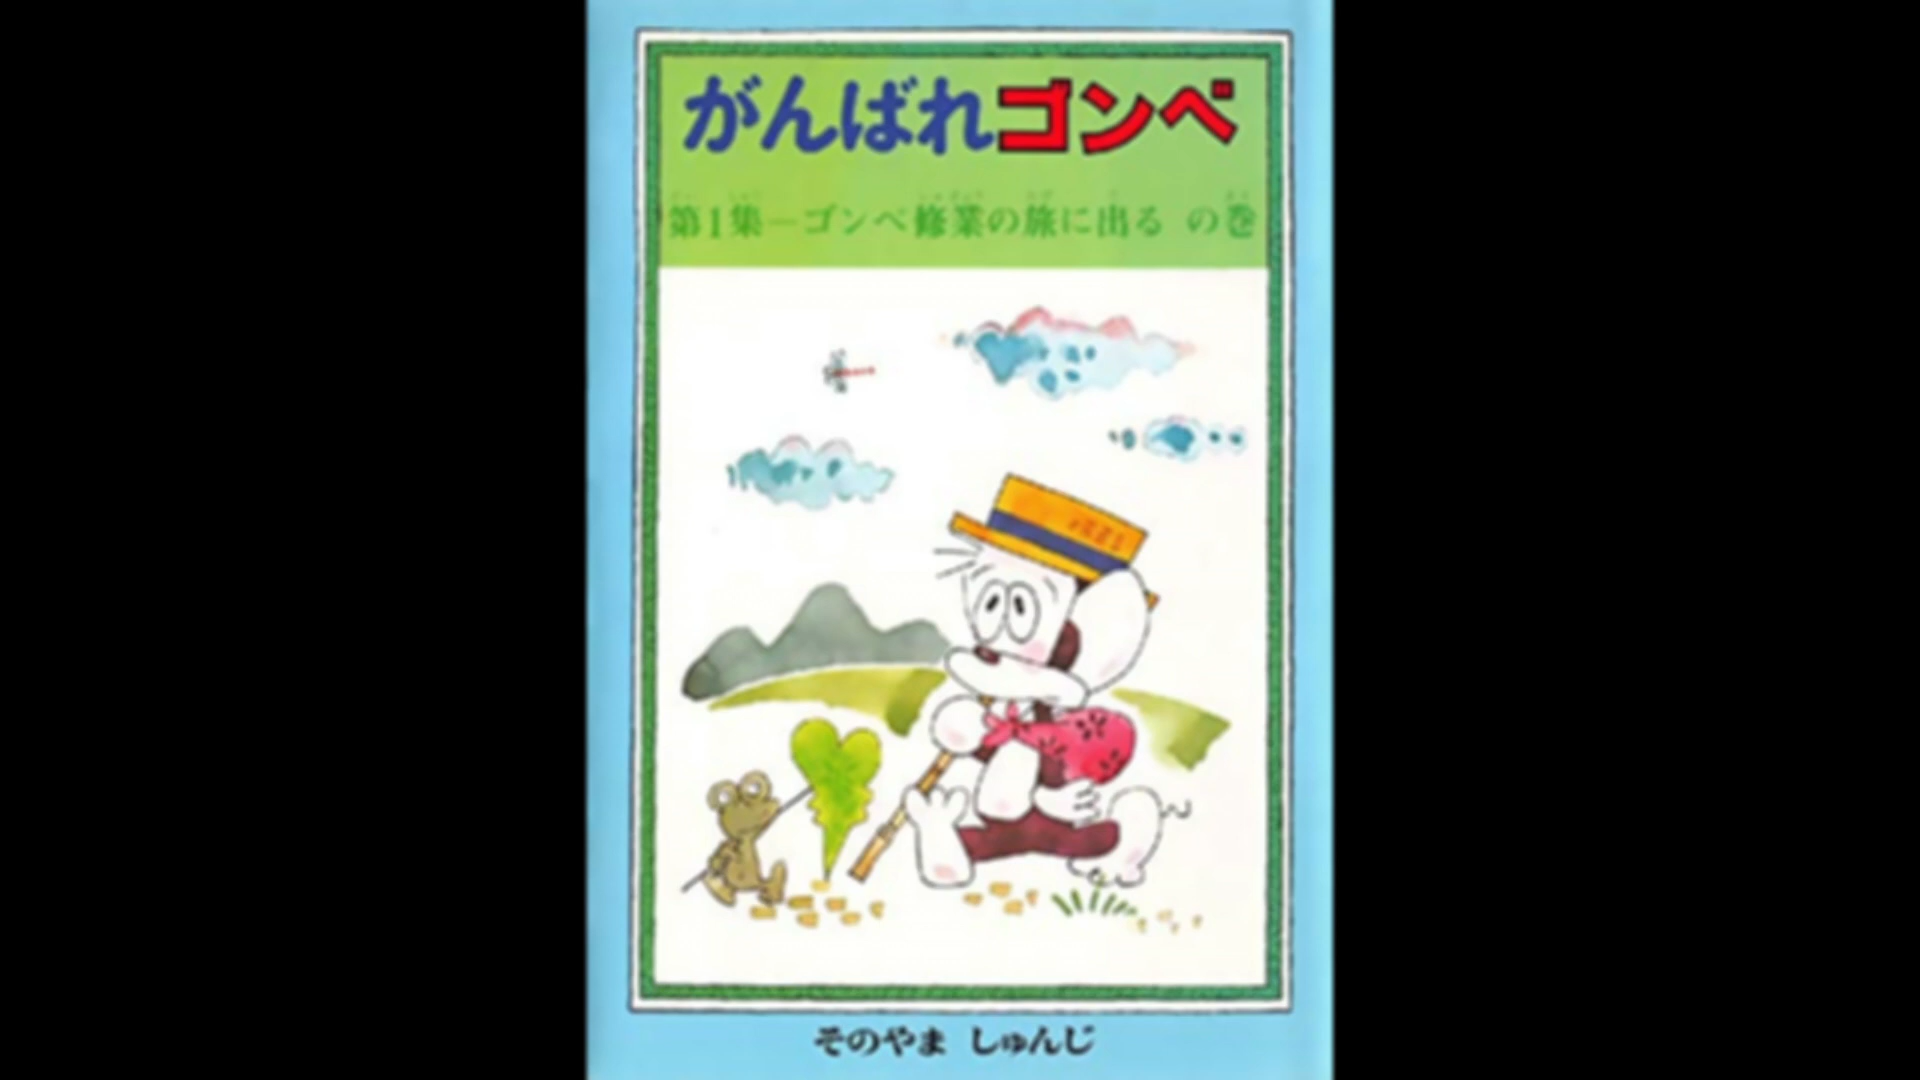 がんばれゴンベ
第1集ーゴンベ修業の旅に出る の巻
そのやま しゅんじ